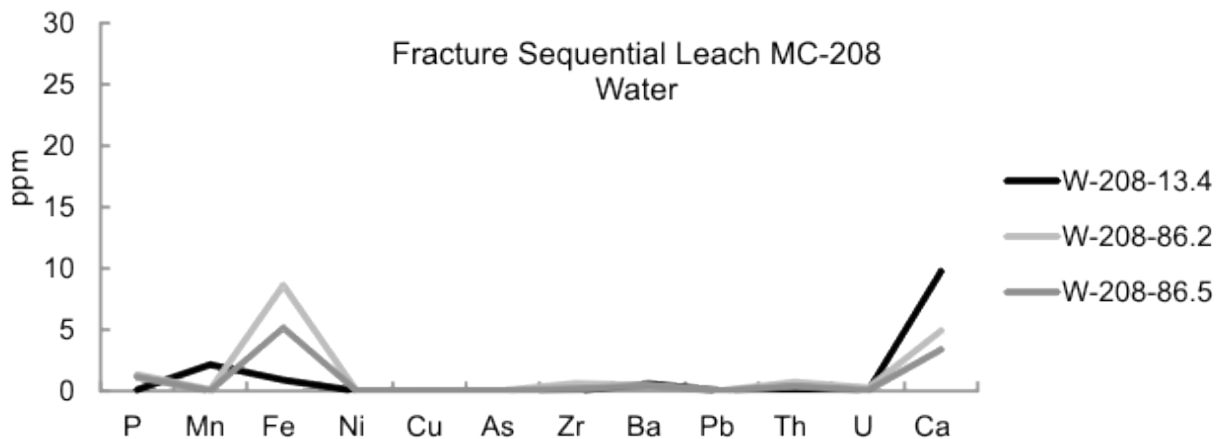 Fracture Sequential Leach MC-208
Water
ppm
30
25
20
15
10
5
0
P Mn Fe Ni Cu As Zr Ba Pb Th U Ca
W-208-13.4
W-208-86.2
W-208-86.5